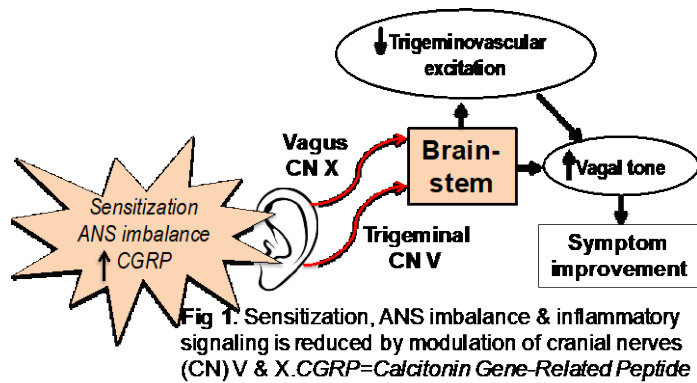 ↓ Trigeminovascular
excitation
Vagus
CN X
Brain-
stem
↑ Vagal tone
Sensitization
ANS imbalance
↑ CGRP
Trigeminal
CN V
Symptom
improvement
Fig 1. Sensitization, ANS imbalance & inflammatory
signaling is reduced by modulation of cranial nerves
(CN) V & X.CGRP=Calcitonin Gene-Related Peptide